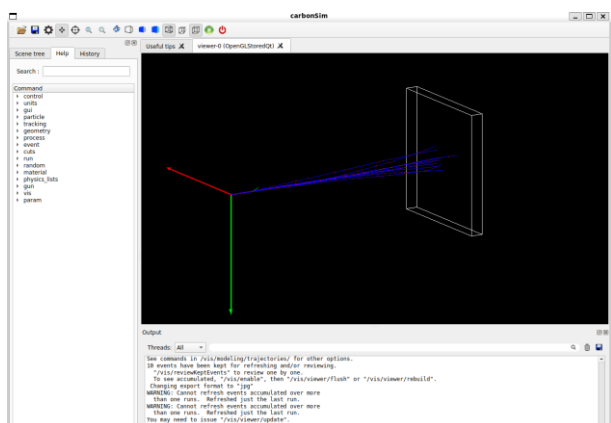 carbonSim
Useful tips
viewer-0 (OpenGLStoredQt)
Scene tree
Help
History
Search :
Command
control
units
gui
particle
tracking
geometry
process
event
cuts
run
random
material
physics_lists
gun
vis
param
Output
Threads: All
See commands in /vis/modeling/trajectories/ for other options.
10 events have been kept for refreshing and/or reviewing.
"/vis/reviewKeptEvents" to review one by one.
To see accumulated, "/vis/enable", then "/vis/viewer/flush" or "/vis/viewer/rebuild".
Changing export format to "jpg"
WARNING: Cannot refresh events accumulated over more
than one runs. Refreshed just the last run.
WARNING: Cannot refresh events accumulated over more
than one runs. Refreshed just the last run.
You may need to issue "/vis/viewer/update".